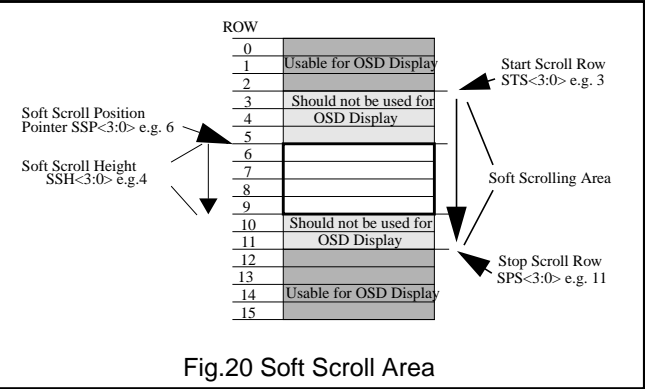 ROW
0
1
2
3
4
5
6
7
8
9
10
11
12
13
14
15
Usable for OSD Display
Should not be used for
OSD Display
Should not be used for
OSD Display
Usable for OSD Display
Soft Scroll Position
Pointer SSP<3:0> e.g. 6
Soft Scroll Height
SSH<3:0> e.g.4
Start Scroll Row
STS<3:0> e.g. 3
Soft Scrolling Area
Stop Scroll Row
SPS<3:0> e.g. 11
Fig.20 Soft Scroll Area